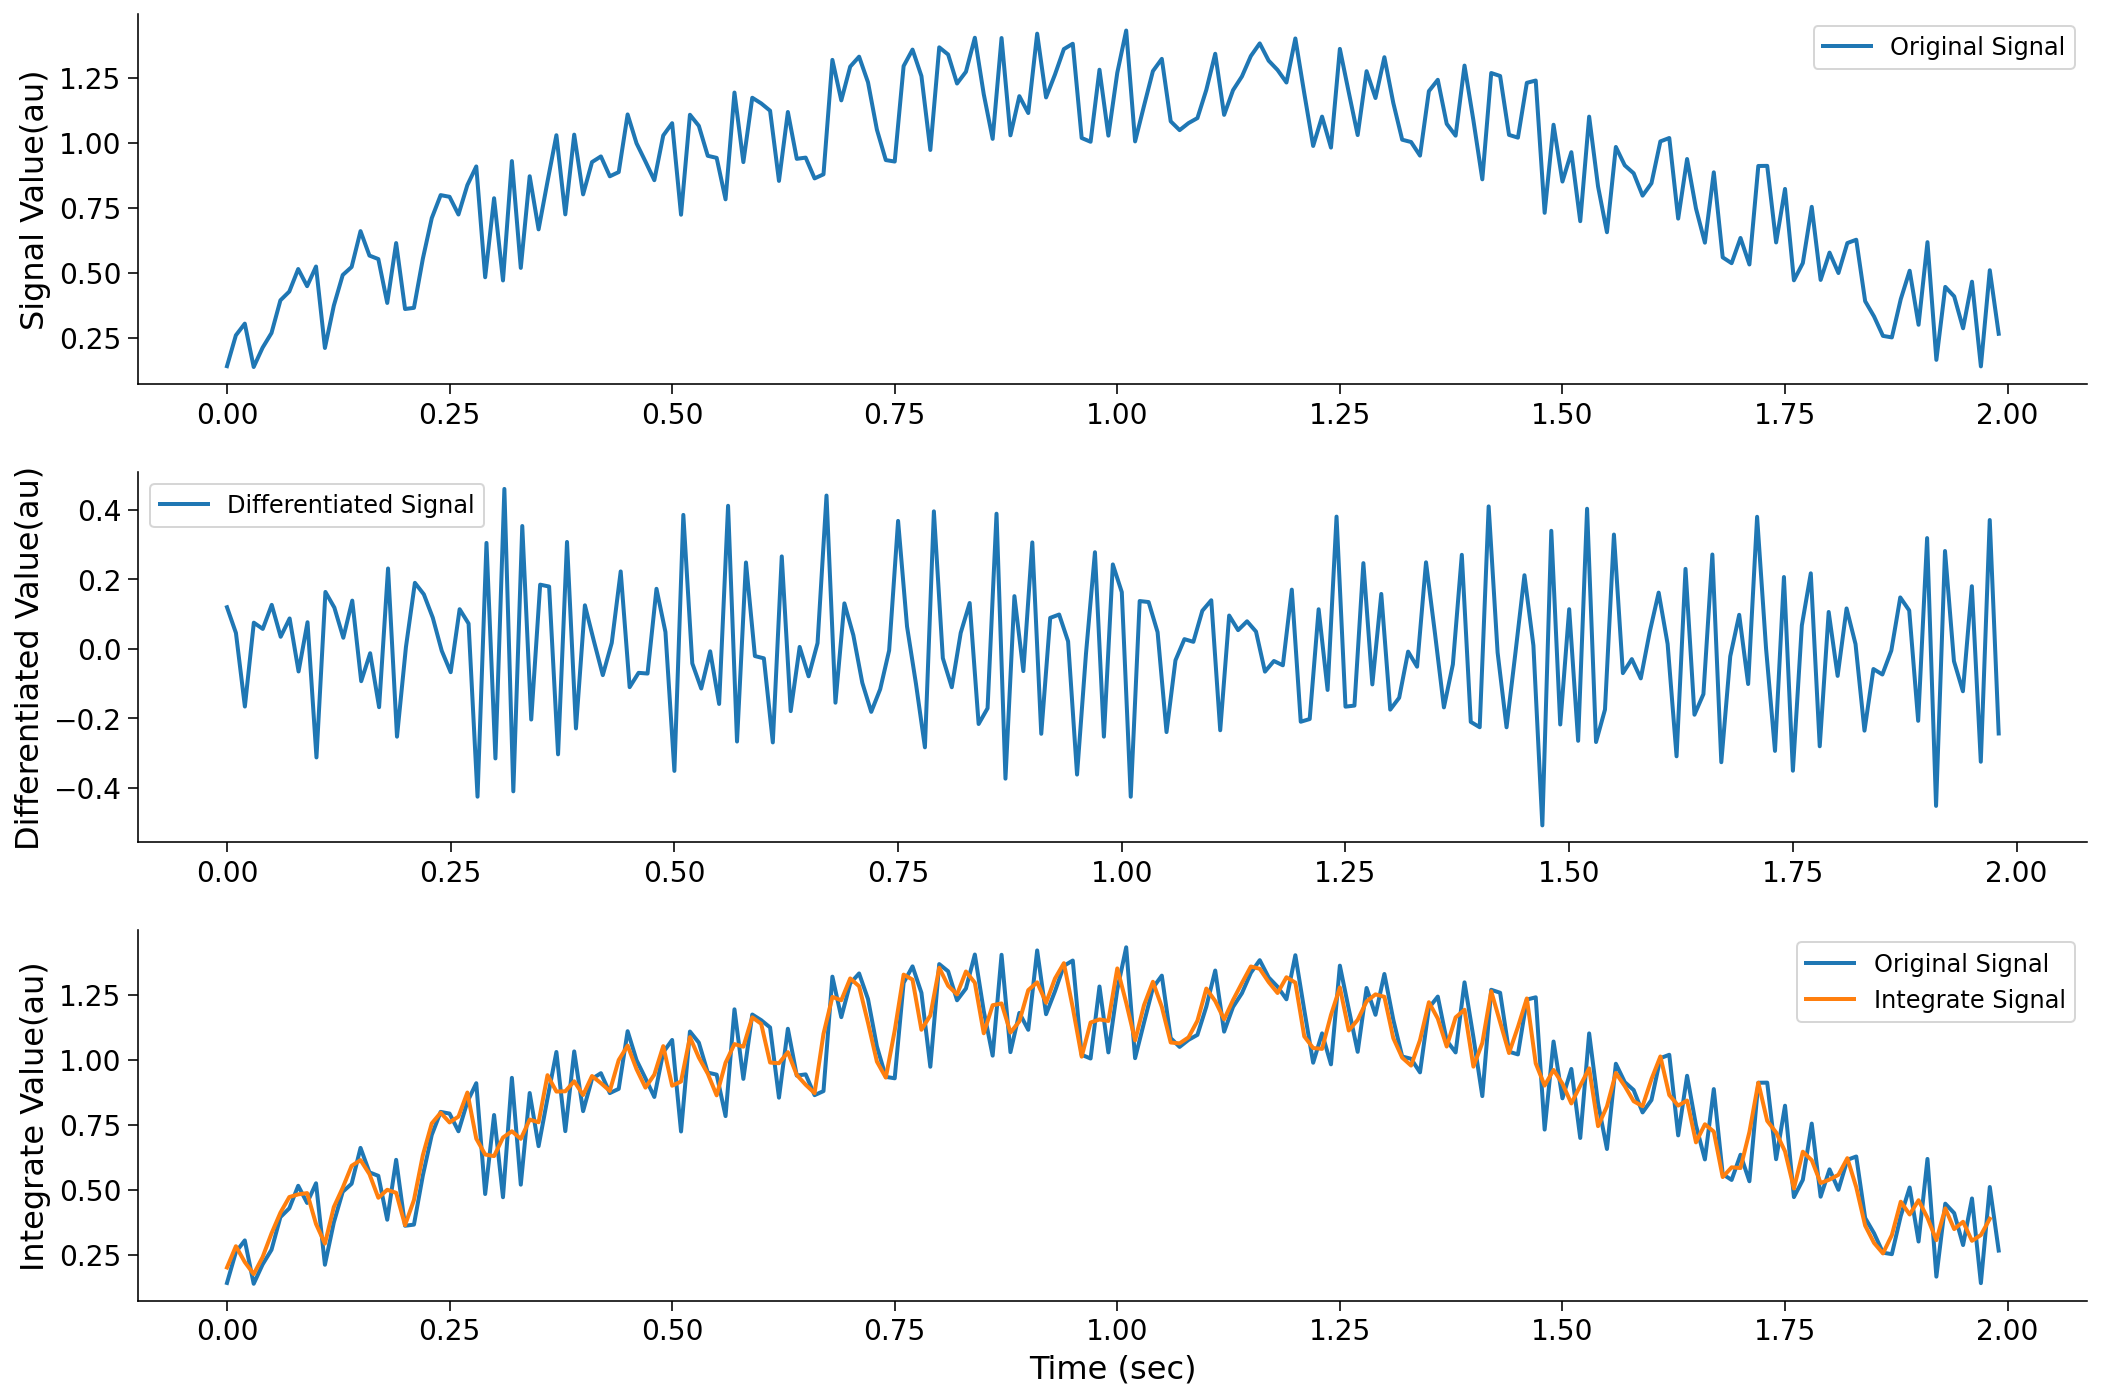 Signal Value(au)
1.25
1.00
0.75
0.50
0.25
Original Signal
0.00 0.25 0.50 0.75 1.00 1.25 1.50 1.75 2.00
Differentiated Value(au)
0.4
0.2
0.0
−0.2
−0.4
Differentiated Signal
0.00 0.25 0.50 0.75 1.00 1.25 1.50 1.75 2.00
Integrate Value(au)
1.25
1.00
0.75
0.50
0.25
Original Signal
Integrate Signal
0.00 0.25 0.50 0.75 1.00 1.25 1.50 1.75 2.00
Time (sec)